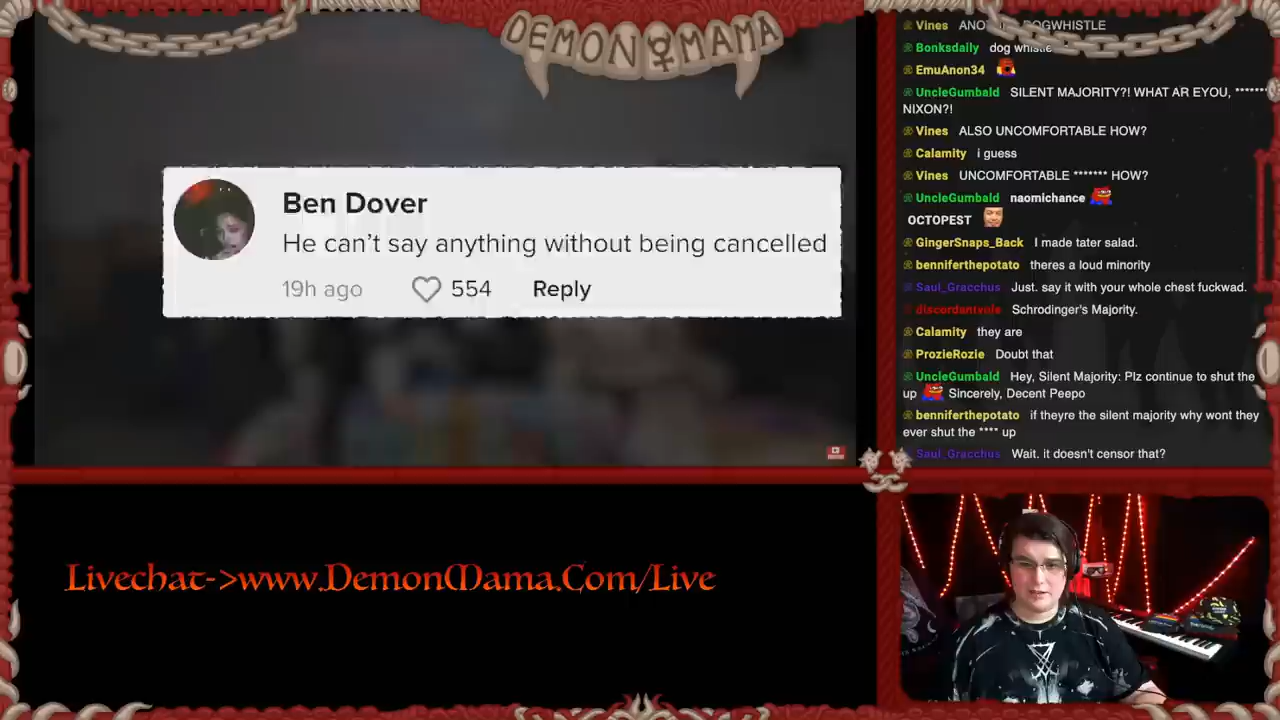 DEMON MAMA
Ben Dover
He can't say anything without being cancelled
19h ago 554 Reply
Livechat->www.DemonMama.Com/Live
Vines DOGWHISTLE
Bonksdaily dog whistle
EmuAnon34
UncleGumbald SILENT MAJORITY?! WHAT AR EYOU, *******
NIXON?!
Vines ALSO UNCOMFORTABLE HOW?
Calamity i guess
Vines UNCOMFORTABLE ******* HOW?
UncleGumbald naomichance
OCTOPEST
GingerSnaps_Back I made tater salad.
benniferthepotato theres a loud minority
Saul_Gracchus Just. say it with your whole chest fuckwad.
discordantvole Schrodinger's Majority.
Calamity they are
ProzieRozie Doubt that
UncleGumbald Hey, Silent Majority: Plz continue to shut the
up Sincerely, Decent Peepo
benniferthepotato if theyre the silent majority why wont they
ever shut the **** up
Saul_Gracchus Wait. it doesn't censor that?